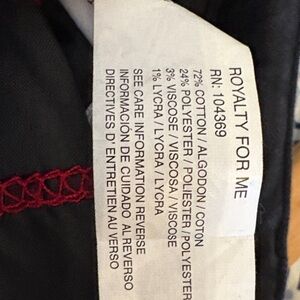 ROYALTY FOR ME
RN: 104369
72% COTTON / ALGODON / COTON
24% POLYESTER / POLIESTER / POLYESTER
3% VISCOSE / VISCOSA / VISCOSE
1% LYCRA / LYCRA / LYCRA
SEE CARE INFORMATION REVERSE
INFORMACIÓN DE CUIDADO AL REVERSO
DIRECTIVES D' ENTRETIEN AU VERSO